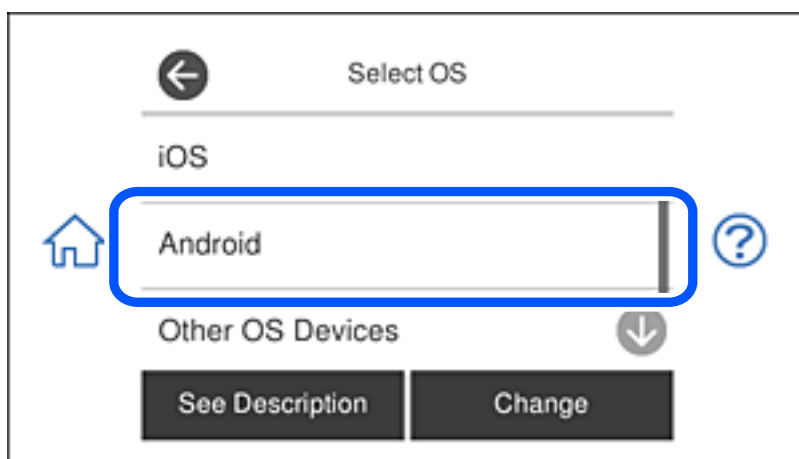 Select OS
iOS
Android
Other OS Devices
See Description
Change